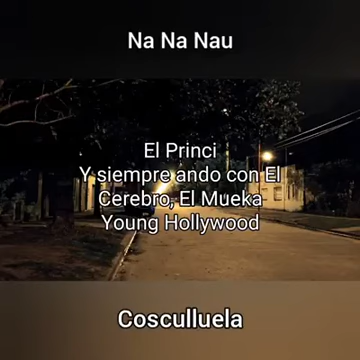 Na Na Nau
El Princi
Y siempre ando con El
Cerebro, El Mueka
Young Hollywood
Cosculluela